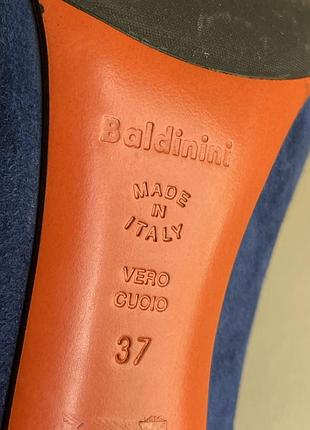 Baldinini
MADE
IN
ITALY
VERO
CUOIO
37